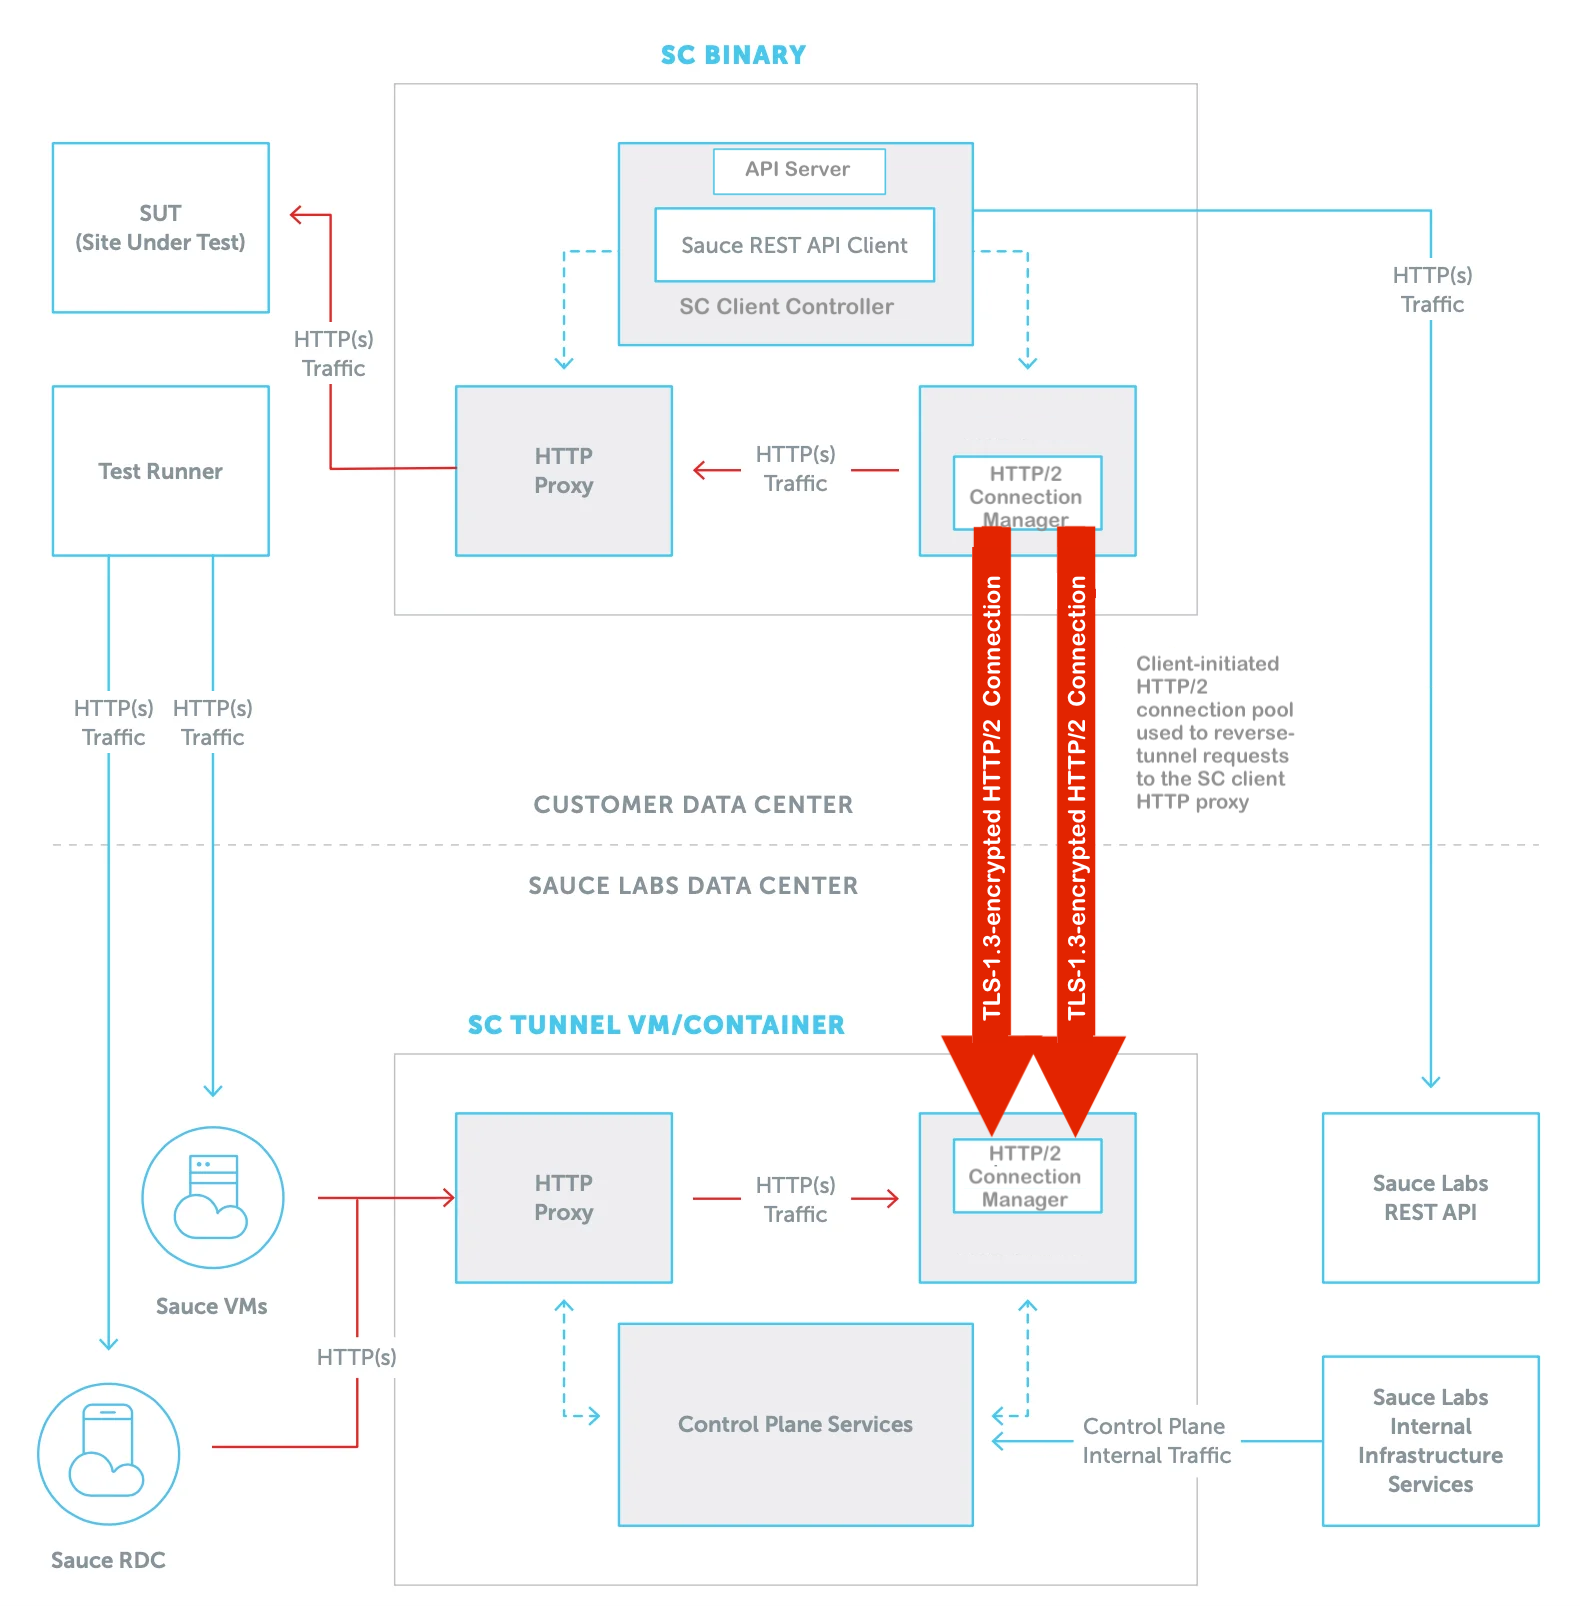 SC BINARY
API Server
Sauce REST API Client
SC Client Controller
SUT
(Site Under Test)
HTTP(s)
Traffic
HTTP(s)
Traffic
Test Runner
HTTP
Proxy
HTTP(s)
Traffic
HTTP/2
Connection
Manager
TLS-1.3-encrypted HTTP/2 Connection
TLS-1.3-encrypted HTTP/2 Connection
Client-initiated
HTTP/2
connection pool
used to reverse-
tunnel requests
to the SC client
HTTP proxy
HTTP(s)
Traffic
HTTP(s)
Traffic
CUSTOMER DATA CENTER
SAUCE LABS DATA CENTER
SC TUNNEL VM/CONTAINER
HTTP
Proxy
HTTP(s)
Traffic
HTTP/2
Connection
Manager
Sauce Labs
REST API
Sauce VMs
HTTP(s)
Control Plane Services
Control Plane
Internal Traffic
Sauce Labs
Internal
Infrastructure
Services
Sauce RDC